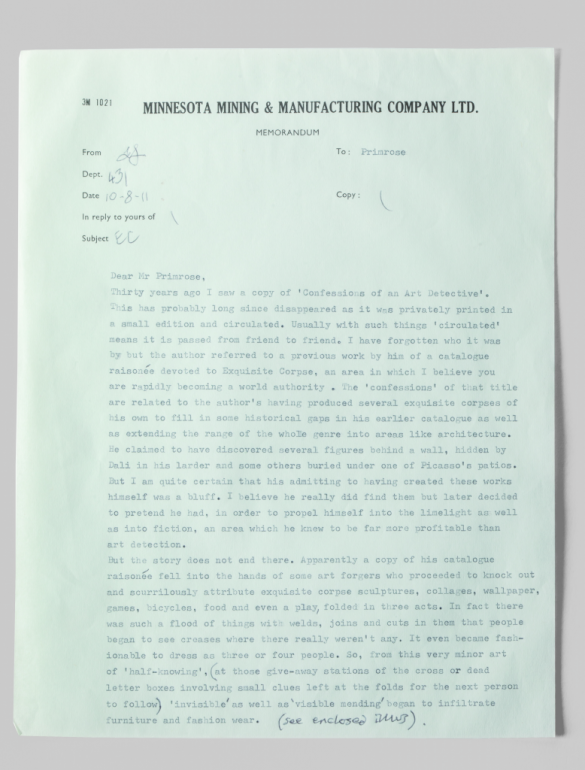 3M 1021
MINNESOTA MINING & MANUFACTURING COMPANY LTD.
MEMORANDUM
From
To: Primrose
Dept. 431
Date 10-8-11
Copy:
In reply to yours of
Subject EC
Dear Mr Primrose,
Thirty years ago I saw a copy of 'Confessions of an Art Detective'.
This has probably long since disappeared as it was privately printed in
a small edition and circulated. Usually with such things 'circulated'
means it is passed from friend to friend. I have forgotten who it was
by but the author referred to a previous work by him of a catalogue
raisonée devoted to Exquisite Corpse, an area in which I believe you
are rapidly becoming a world authority . The 'confessions' of that title
are related to the author's having produced several exquisite corpses of
his own to fill in some historical gaps in his earlier catalogue as well
as extending the range of the whole genre into areas like architecture.
He claimed to have discovered several figures behind a wall, hidden by
Dali in his larder and some others buried under one of Picasso's patios.
But I am quite certain that his admitting to having created these works
himself was a bluff. I believe he really did find them but later decided
to pretend he had, in order to propel himself into the limelight as well
as into fiction, an area which he knew to be far more profitable than
art detection.
But the story does not end there. Apparently a copy of his catalogue
raisonée fell into the hands of some art forgers who proceeded to knock out
and scurrilously attribute exquisite corpse sculptures, collages, wallpaper,
games, bicycles, food and even a play, folded in three acts. In fact there
was such a flood of things with welds, joins and cuts in them that people
began to see creases where there really weren't any. It even became fash-
ionable to dress as three or four people. So, from this very minor art
of 'half-knowing', (at those give-away stations of the cross or dead
letter boxes involving small clues left at the folds for the next person
to follow) 'invisible' as well as 'visible mending' began to infiltrate
furniture and fashion wear. (see enclosed ).